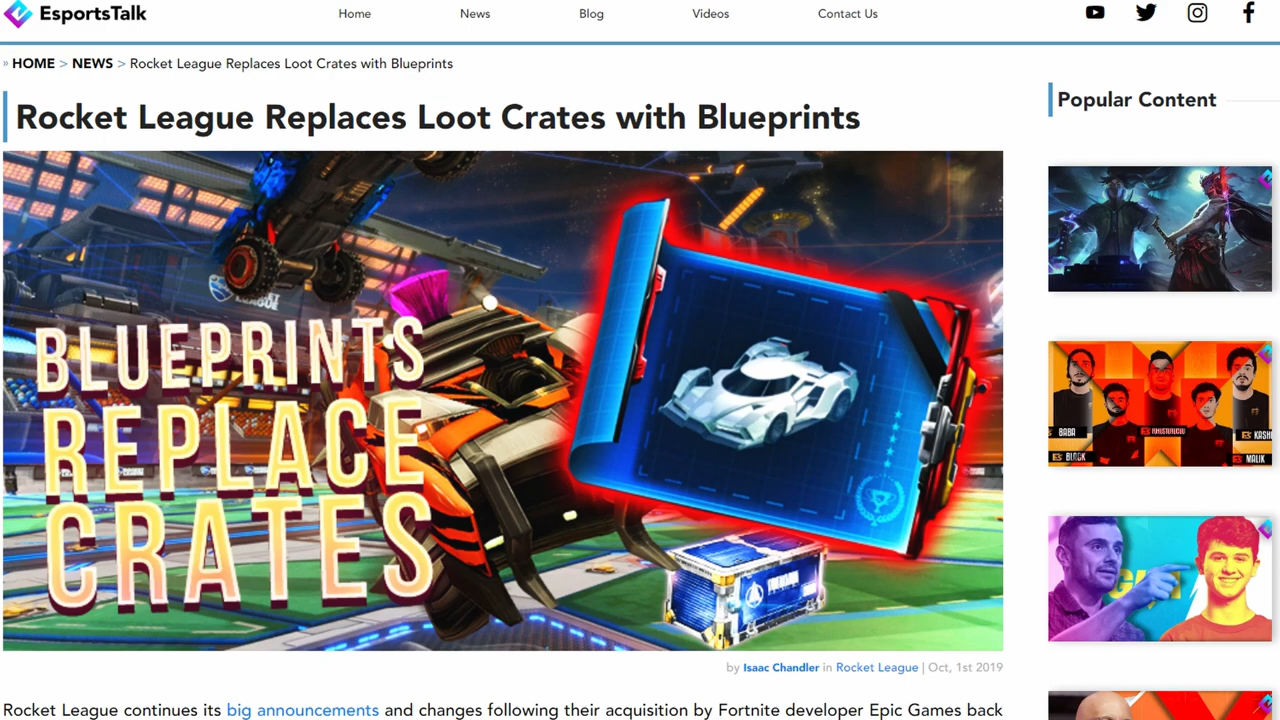 EsportsTalk
Home
News
Blog
Videos
Contact Us
» HOME > NEWS > Rocket League Replaces Loot Crates with Blueprints
Rocket League Replaces Loot Crates with Blueprints
Popular Content
BLUEPRINTS
REPLACE
CRATES
BABA
BLACK
KHUSTARCLOU
KASH
MALIK
by Isaac Chandler in Rocket League | Oct, 1st 2019
Rocket League continues its big announcements and changes following their acquisition by Fortnite developer Epic Games back